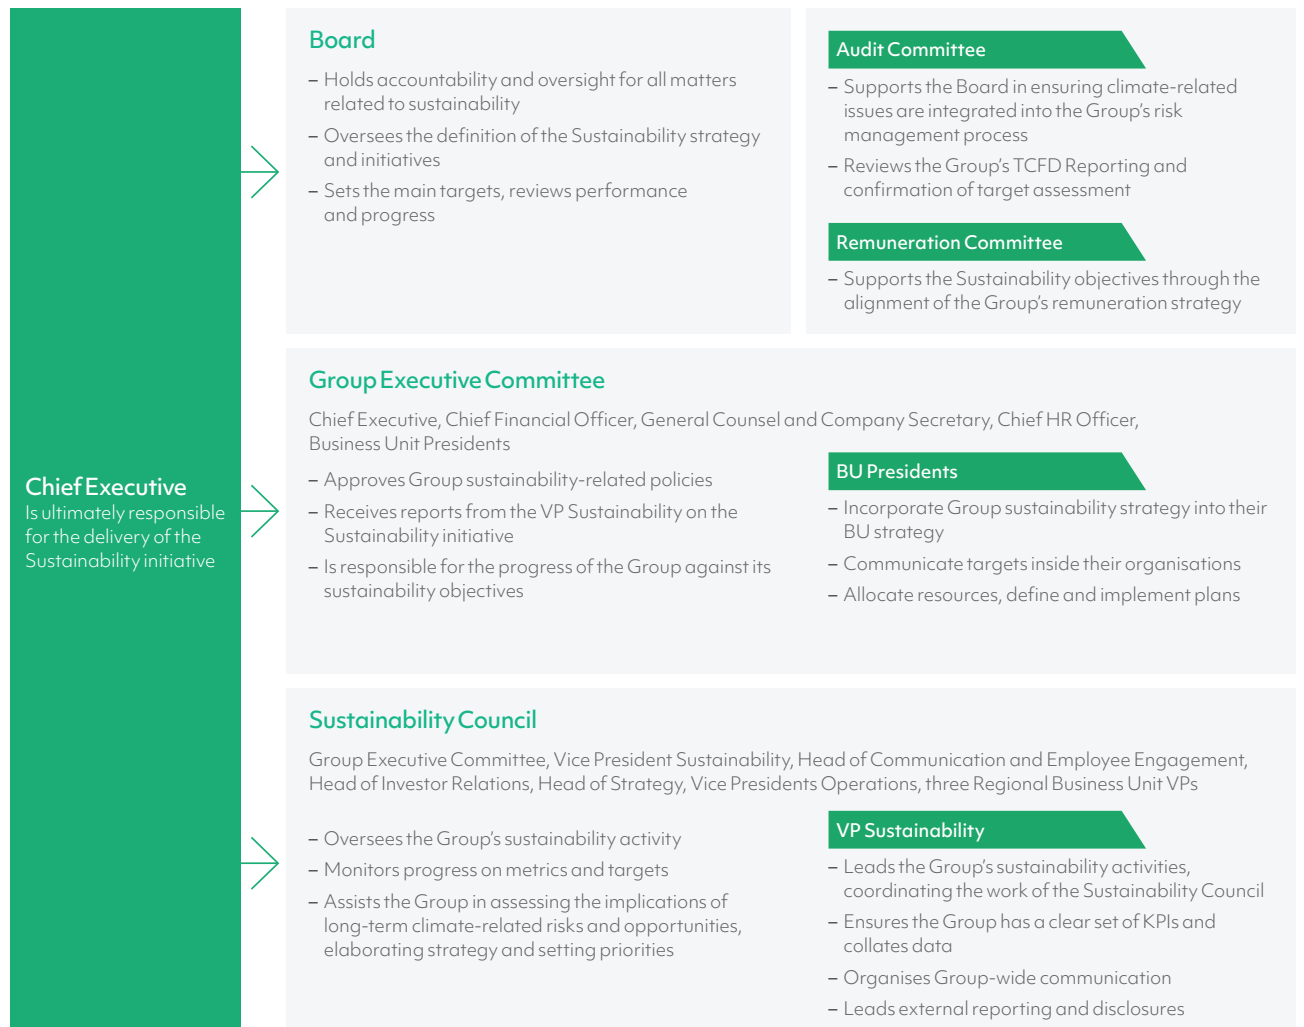 Chief Executive
Is ultimately responsible
for the delivery of the
Sustainability initiative
Board
– Holds accountability and oversight for all matters
related to sustainability
– Oversees the definition of the Sustainability strategy
and initiatives
– Sets the main targets, reviews performance
and progress
Audit Committee
– Supports the Board in ensuring climate-related
issues are integrated into the Group’s risk
management process
– Reviews the Group’s TCFD Reporting and
confirmation of target assessment
Remuneration Committee
– Supports the Sustainability objectives through the
alignment of the Group’s remuneration strategy
Group Executive Committee
Chief Executive, Chief Financial Officer, General Counsel and Company Secretary, Chief HR Officer,
Business Unit Presidents
– Approves Group sustainability-related policies
– Receives reports from the VP Sustainability on the
Sustainability initiative
– Is responsible for the progress of the Group against its
sustainability objectives
BU Presidents
– Incorporate Group sustainability strategy into their
BU strategy
– Communicate targets inside their organisations
– Allocate resources, define and implement plans
Sustainability Council
Group Executive Committee, Vice President Sustainability, Head of Communication and Employee Engagement,
Head of Investor Relations, Head of Strategy, Vice Presidents Operations, three Regional Business Unit VPs
– Oversees the Group’s sustainability activity
– Monitors progress on metrics and targets
– Assists the Group in assessing the implications of
long-term climate-related risks and opportunities,
elaborating strategy and setting priorities
VP Sustainability
– Leads the Group’s sustainability activities,
coordinating the work of the Sustainability Council
– Ensures the Group has a clear set of KPIs and
collates data
– Organises Group-wide communication
– Leads external reporting and disclosures